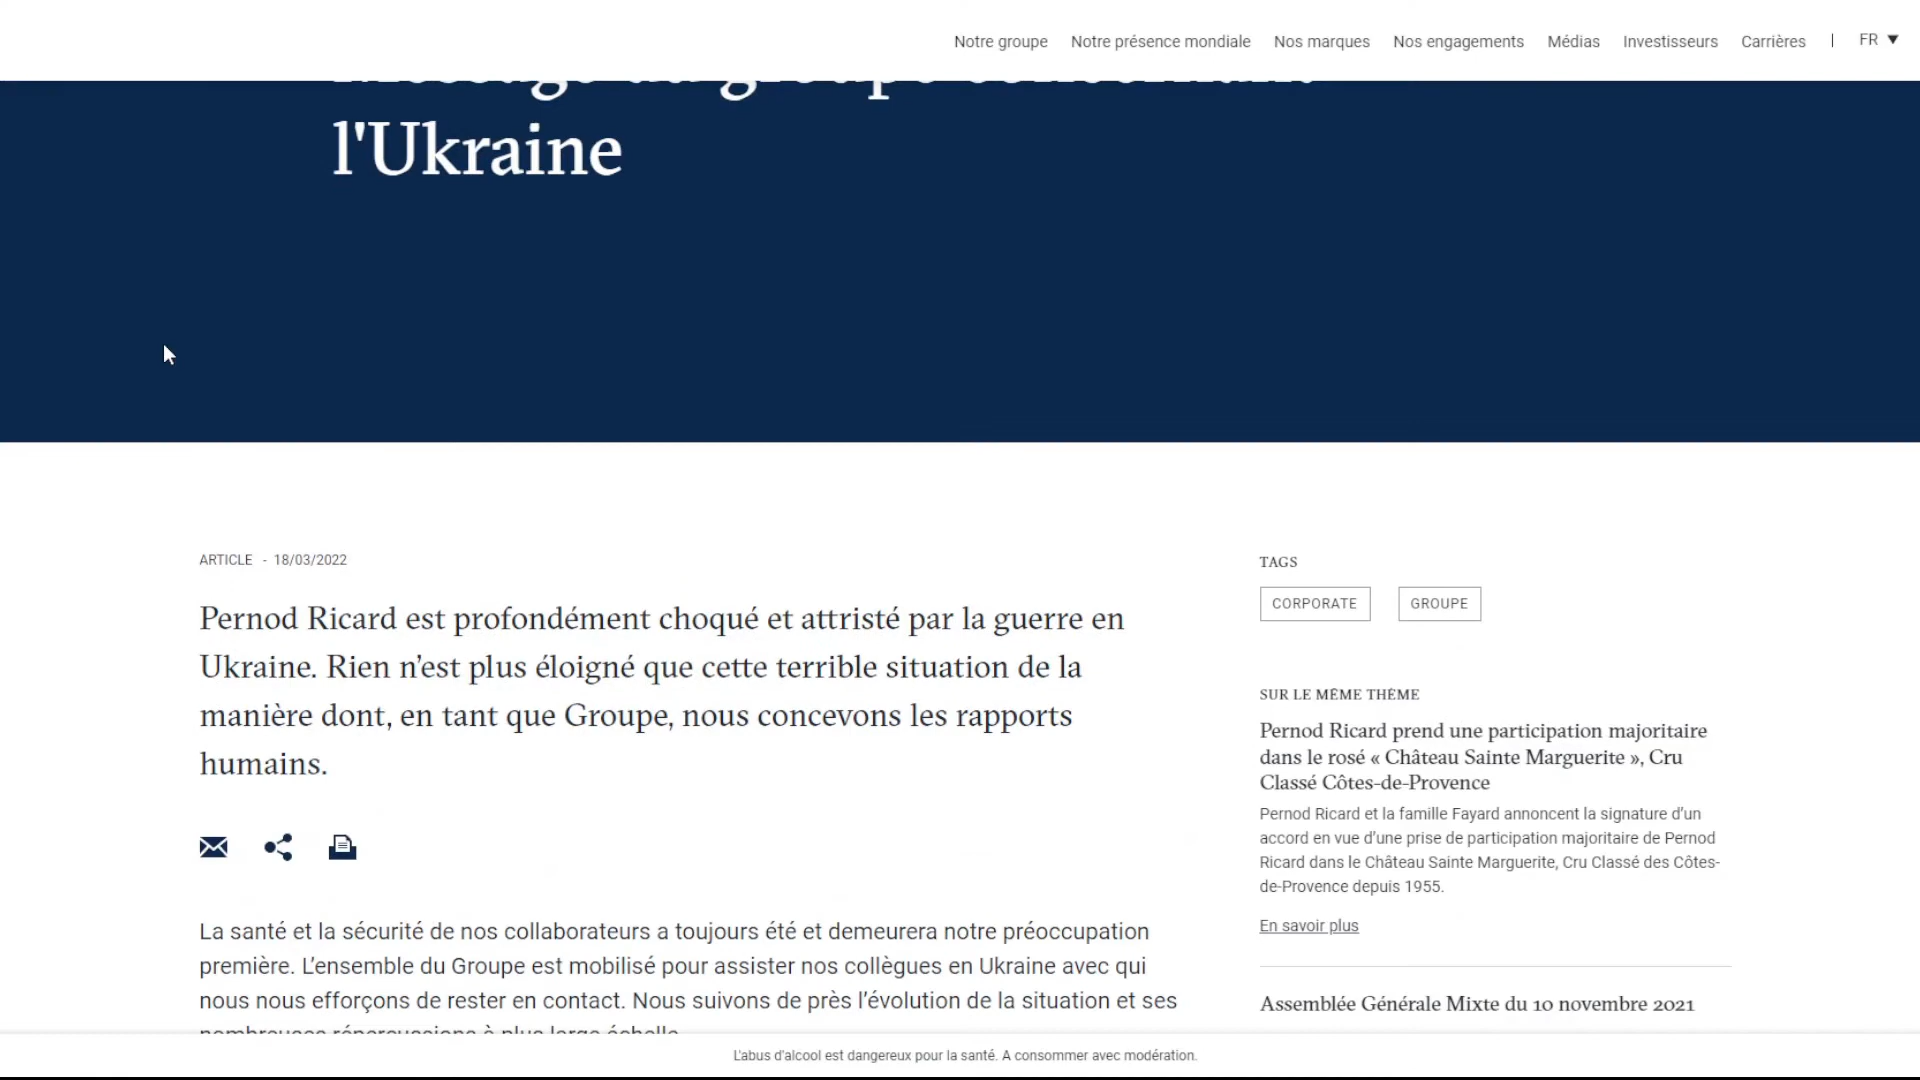 Notre groupe Notre présence mondiale Nos marques Nos engagements Médias Investisseurs Carrières | FR ▼
l'Ukraine
ARTICLE - 18/03/2022
Pernod Ricard est profondément choqué et attristé par la guerre en
Ukraine. Rien n’est plus éloigné que cette terrible situation de la
manière dont, en tant que Groupe, nous concevons les rapports
humains.
La santé et la sécurité de nos collaborateurs a toujours été et demeurera notre préoccupation
première. L’ensemble du Groupe est mobilisé pour assister nos collègues en Ukraine avec qui
nous nous efforçons de rester en contact. Nous suivons de près l’évolution de la situation et ses
TAGS
CORPORATE GROUPE
SUR LE MÊME THÈME
Pernod Ricard prend une participation majoritaire
dans le rosé « Château Sainte Marguerite », Cru
Classé Côtes-de-Provence
Pernod Ricard et la famille Fayard annoncent la signature d’un
accord en vue d’une prise de participation majoritaire de Pernod
Ricard dans le Château Sainte Marguerite, Cru Classé des Côtes-
de-Provence depuis 1955.
En savoir plus
Assemblée Générale Mixte du 10 novembre 2021
L'abus d'alcool est dangereux pour la santé. A consommer avec modération.